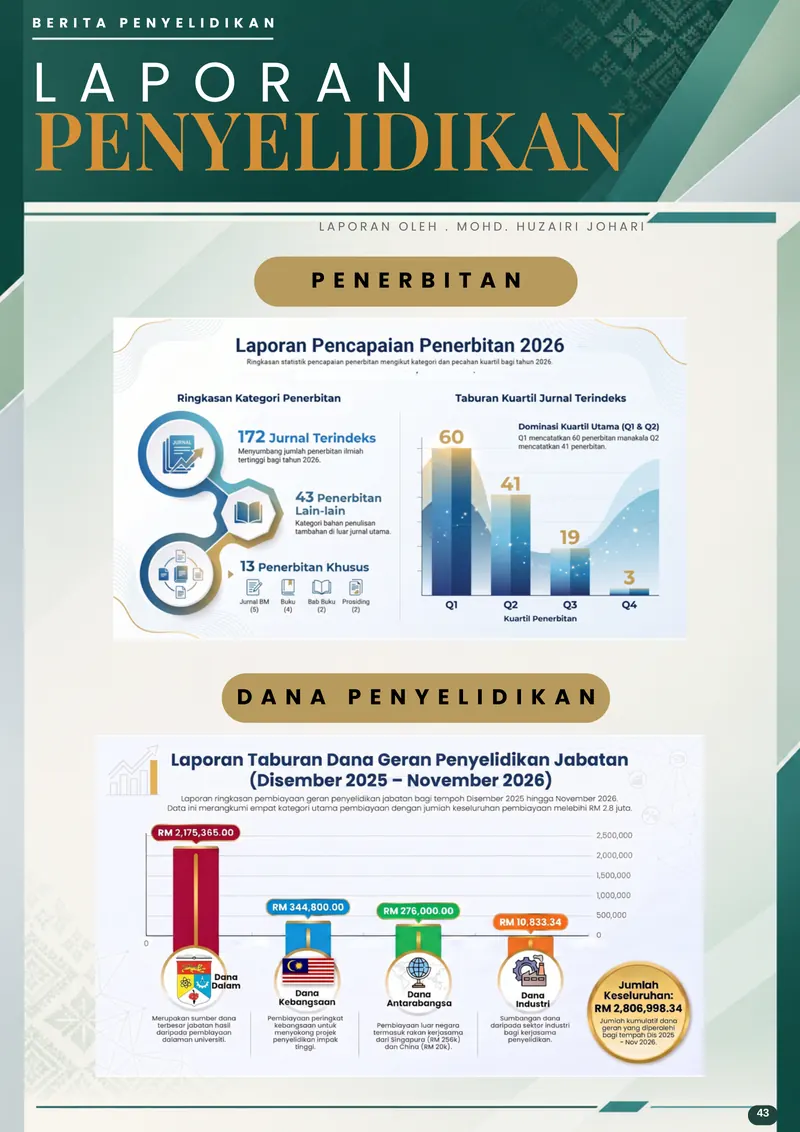 BERITA PENYELIDIKAN
LAPORAN
PENYELIDIKAN
LAPORAN OLEH . MOHD. HUZAIRI JOHARI
PENERBITAN
Laporan Pencapaian Penerbitan 2026
Ringkasan statistik pencapaian penerbitan mengikut kategori dan pecahan kuartil bagi tahun 2026.
Ringkasan Kategori Penerbitan
JURNAL
172 Jurnal Terindeks
Menyumbang jumlah penerbitan ilmiah
tertinggi bagi tahun 2026.
43 Penerbitan
Lain-lain
Kategori bahan penulisan
tambahan di luar jurnal utama.
13 Penerbitan Khusus
Jurnal BM
(5)
Buku
(4)
Bab Buku
(2)
Prosiding
(2)
Taburan Kuartil Jurnal Terindeks
Dominasi Kuartil Utama (Q1 & Q2)
Q1 mencatatkan 60 penerbitan manakala Q2
mencatatkan 41 penerbitan.
60
41
19
3
Q1
Q2
Q3
Q4
Kuartil Penerbitan
DANA PENYELIDIKAN
Laporan Taburan Dana Geran Penyelidikan Jabatan
(Disember 2025 – November 2026)
Laporan ringkasan pembiayaan geran penyelidikan jabatan bagi tempoh Disember 2025 hingga November 2026.
Data ini merangkumi empat kategori utama pembiayaan dengan jumlah keseluruhan pembiayaan melebihi RM 2.8 juta.
RM 2,175,365.00
RM 344,800.00
RM 276,000.00
RM 10,833.34
2,500,000
2,000,000
1,500,000
1,000,000
500,000
0
0
Dana
Dalam
Merupakan sumber dana
terbesar jabatan hasil
daripada pembiayaan
dalaman universiti.
Dana
Kebangsaan
Pembiayaan peringkat
kebangsaan untuk
menyokong projek
penyelidikan impak
tinggi.
Dana
Antarabangsa
Pembiayaan luar negara
termasuk rakan kerjasama
dari Singapura (RM 256k)
dan China (RM 20k).
Dana
Industri
Sumbangan dana
daripada sektor industri
bagi kerjasama
penyelidikan.
Jumlah
Keseluruhan:
RM 2,806,998.34
Jumlah kumulatif dana
geran yang diperolehi
bagi tempah Dis 2025
- Nov 2026.
43